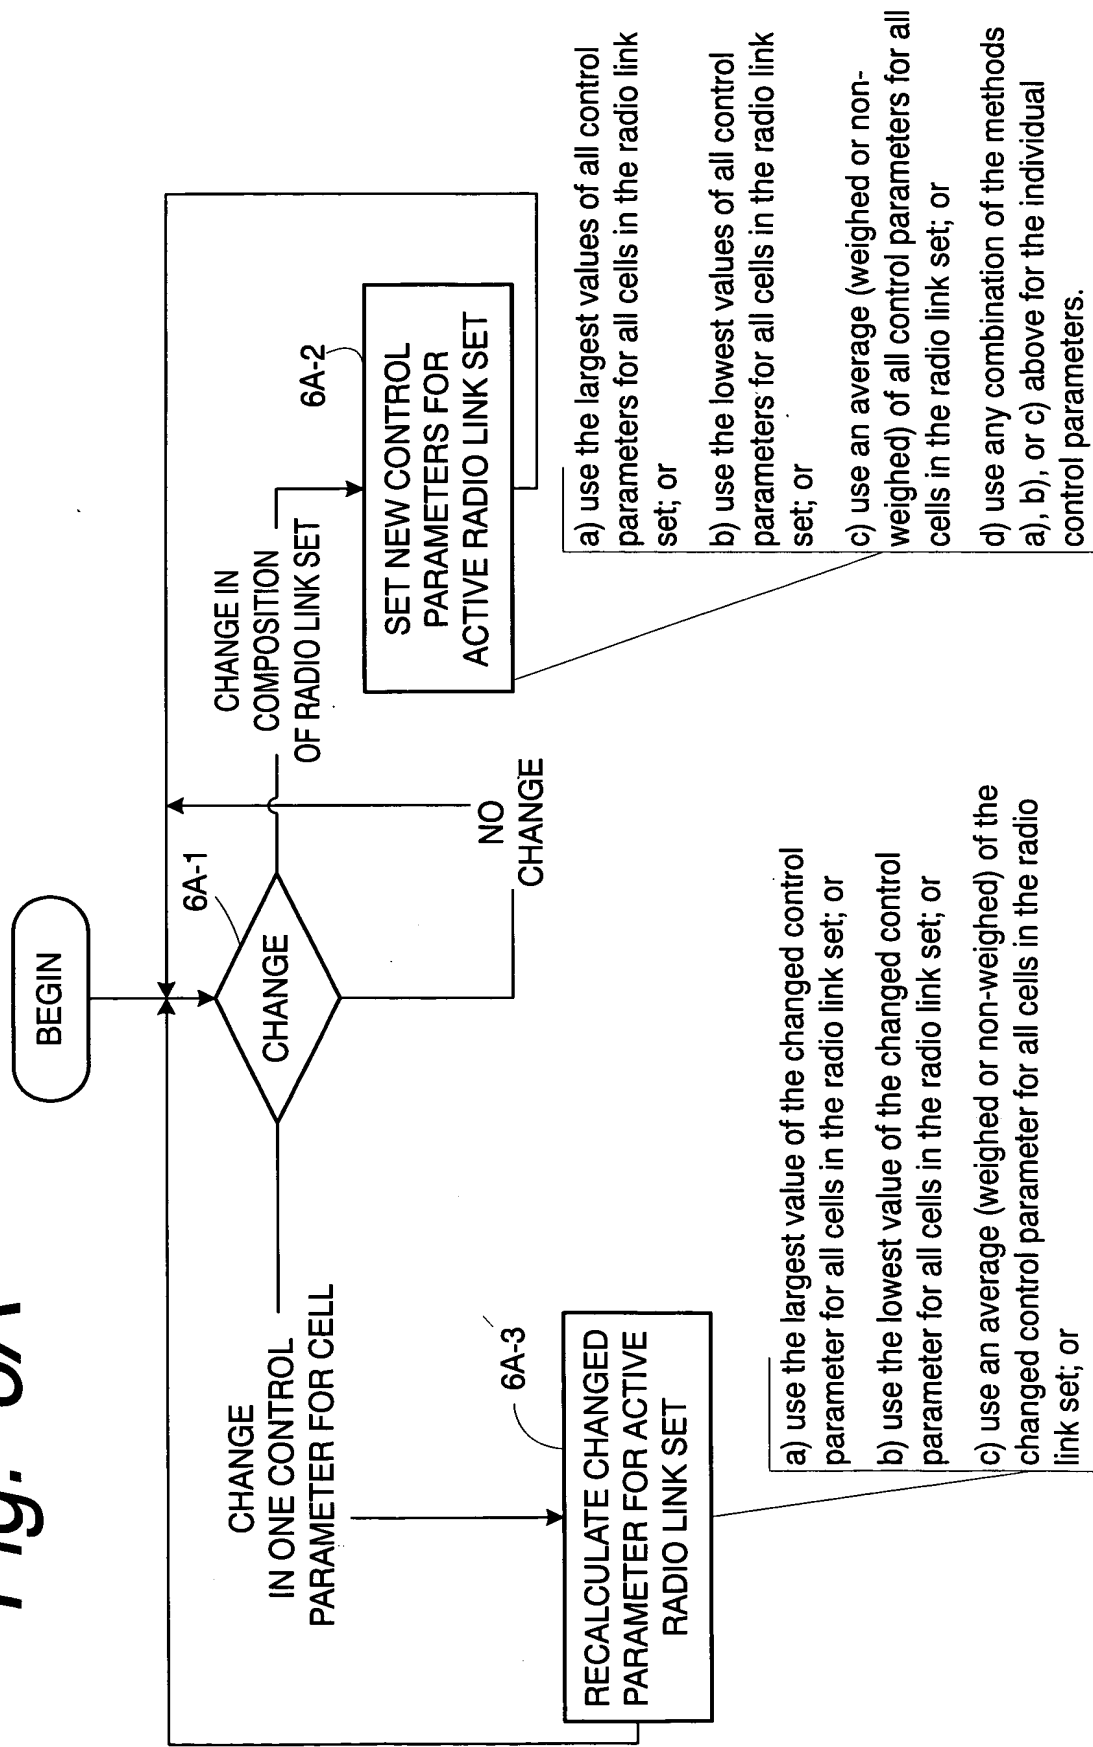 Fig. 6A
BEGIN
6A-1
CHANGE
CHANGE
IN ONE CONTROL
PARAMETER FOR CELL
NO
CHANGE
CHANGE IN
COMPOSITION
OF RADIO LINK SET
6A-2
SET NEW CONTROL
PARAMETERS FOR
ACTIVE RADIO LINK SET
6A-3
RECALCULATE CHANGED
PARAMETER FOR ACTIVE
RADIO LINK SET
a) use the largest values of all control
parameters for all cells in the radio link
set; or
b) use the lowest values of all control
parameters for all cells in the radio link
set; or
c) use an average (weighed or non-
weighed) of all control parameters for all
cells in the radio link set; or
d) use any combination of the methods
a), b), or c) above for the individual
control parameters.
a) use the largest value of the changed control
parameter for all cells in the radio link set; or
b) use the lowest value of the changed control
parameter for all cells in the radio link set; or
c) use an average (weighed or non-weighed) of the
changed control parameter for all cells in the radio
link set; or